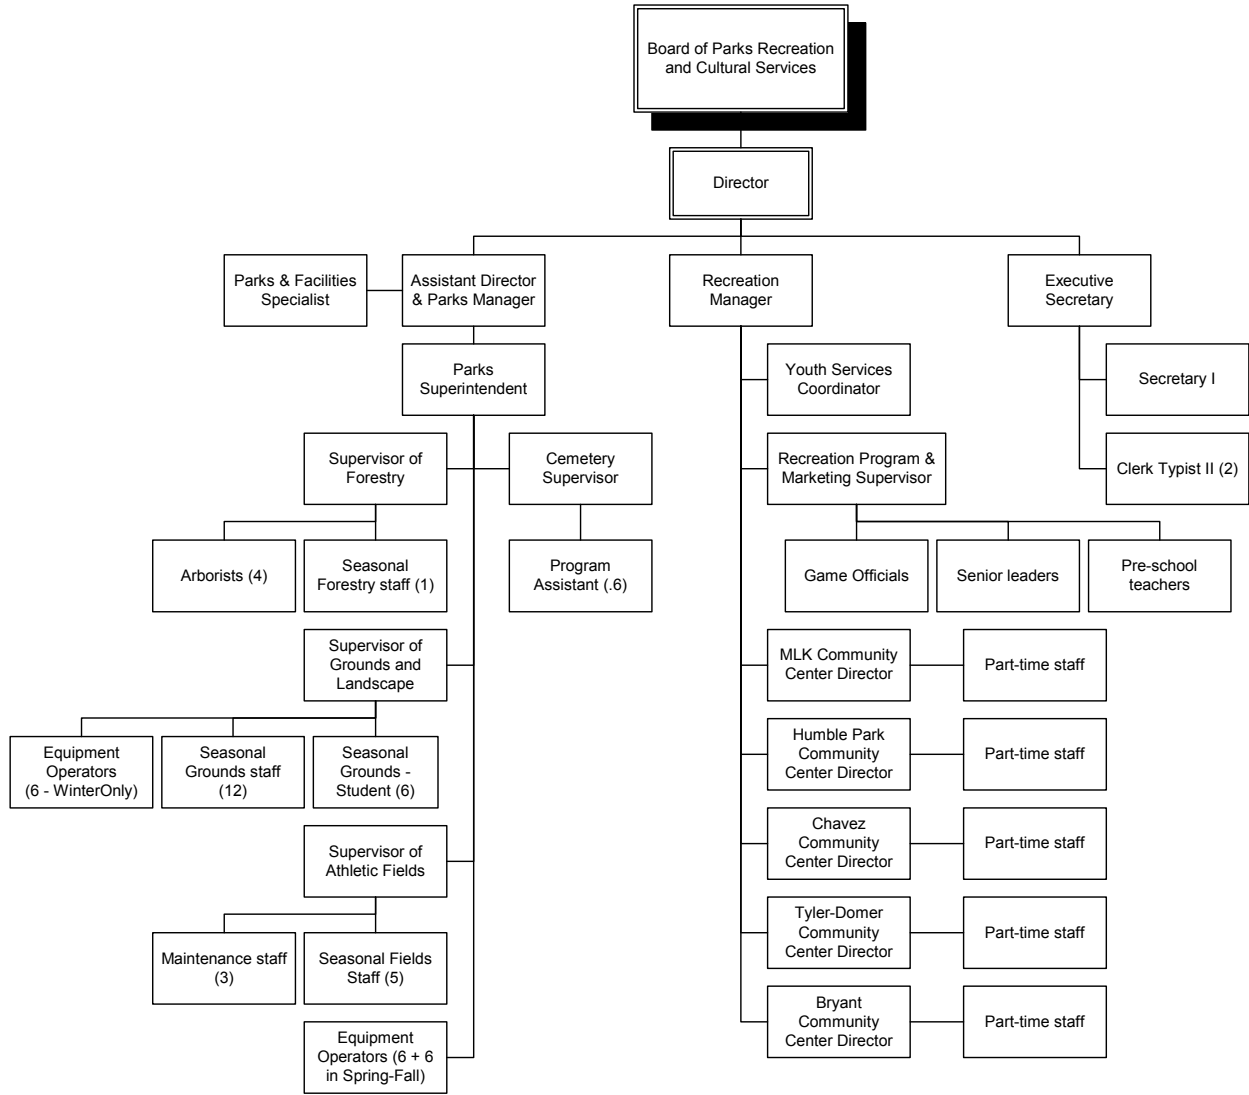 Board of Parks Recreation
and Cultural Services
Director
Parks & Facilities
Specialist
Assistant Director
& Parks Manager
Recreation
Manager
Executive
Secretary
Parks
Superintendent
Youth Services
Coordinator
Secretary I
Supervisor of
Forestry
Cemetery
Supervisor
Recreation Program &
Marketing Supervisor
Clerk Typist II (2)
Arborists (4)
Seasonal
Forestry staff (1)
Program
Assistant (.6)
Game Officials
Senior leaders
Pre-school
teachers
Supervisor of
Grounds and
Landscape
MLK Community
Center Director
Part-time staff
Equipment
Operators
(6 - WinterOnly)
Seasonal
Grounds staff
(12)
Seasonal
Grounds -
Student (6)
Humble Park
Community
Center Director
Part-time staff
Supervisor of
Athletic Fields
Chavez
Community
Center Director
Part-time staff
Maintenance staff
(3)
Seasonal Fields
Staff (5)
Tyler-Domer
Community
Center Director
Part-time staff
Equipment
Operators (6 + 6
in Spring-Fall)
Bryant
Community
Center Director
Part-time staff